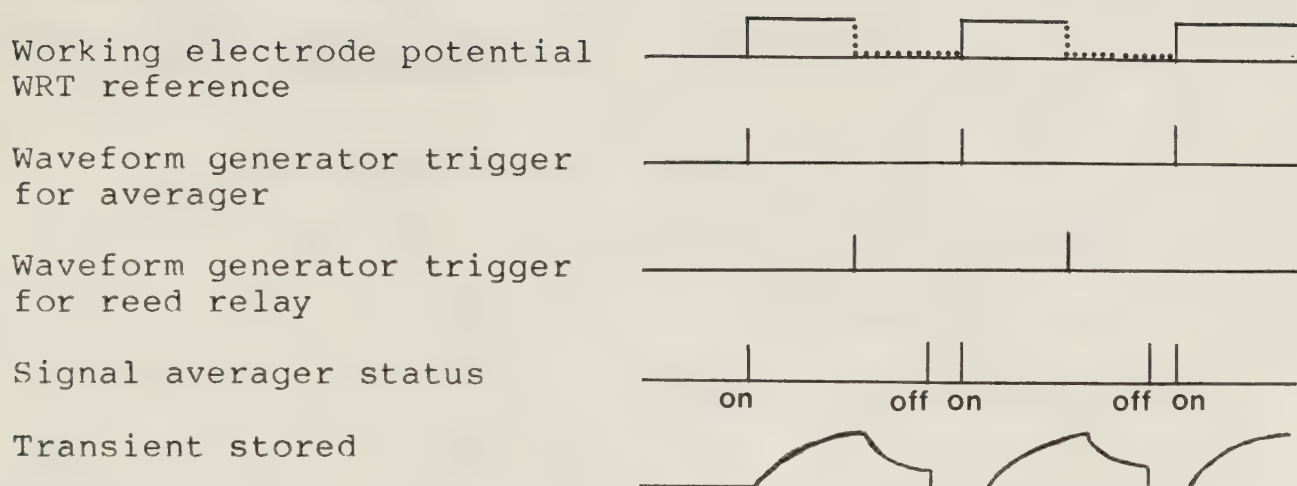 Working electrode potential
WRT reference
Waveform generator trigger
for averager
Waveform generator trigger
for reed relay
Signal averager status
on off on off on
Transient stored